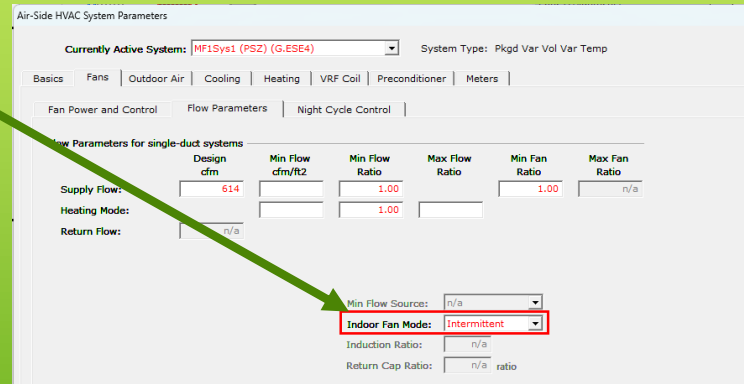 Air-Side HVAC System Parameters
Currently Active System: MF1Sys1 (PSZ) (G.ESE4) System Type: Pkgd Var Vol Var Temp
Basics Fans Outdoor Air Cooling Heating VRF Coil Preconditioner Meters
Fan Power and Control Flow Parameters Night Cycle Control
low Parameters for single-duct systems
Design Min Flow Min Flow Max Flow Min Fan Max Fan
cfm cfm/ft2 Ratio Ratio Ratio Ratio
Supply Flow: 614 1.00 1.00 n/a
Heating Mode: 1.00
Return Flow: n/a
Min Flow Source: n/a
Indoor Fan Mode: Intermittent
Induction Ratio: n/a
Return Cap Ratio: n/a ratio